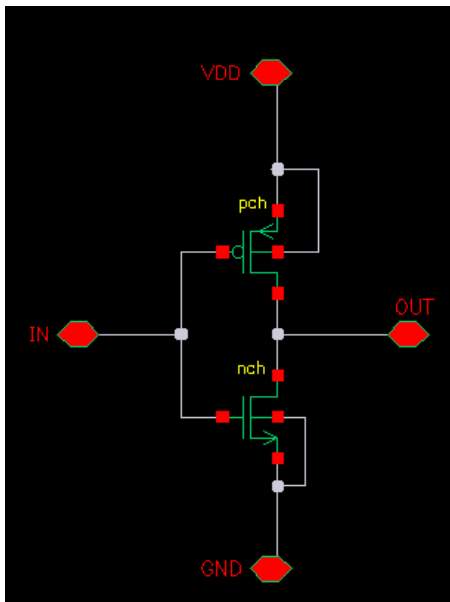 VDD
pch
OUT
IN
nch
GND